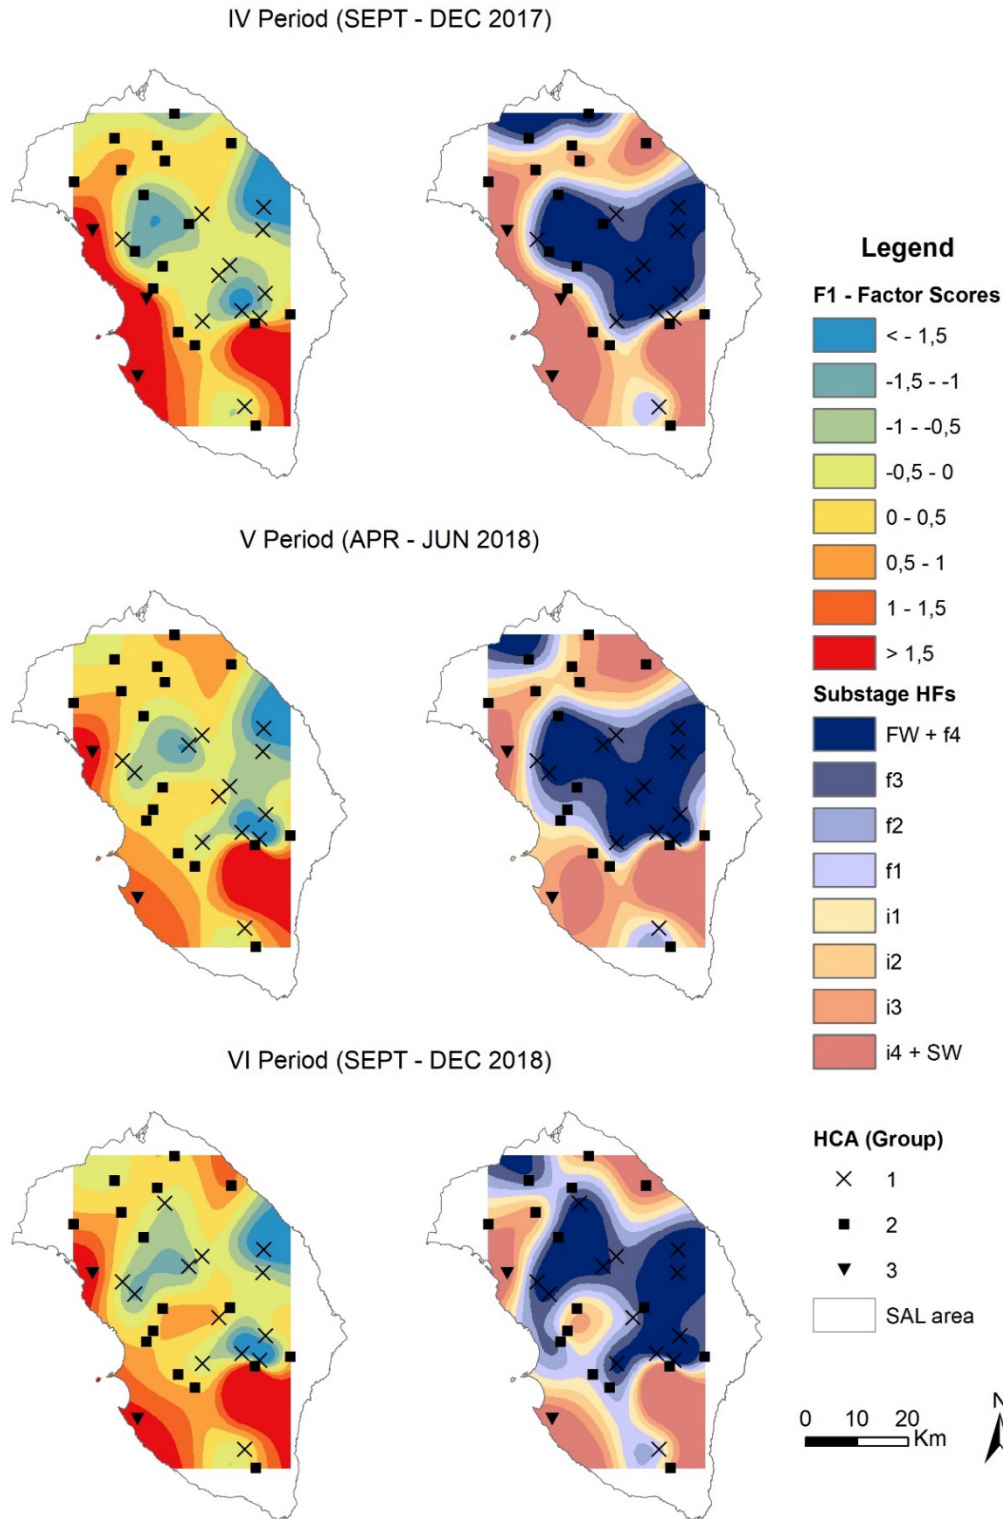 IV Period (SEPT - DEC 2017)
Legend
F1 - Factor Scores
< - 1,5
-1,5 - -1
-1 - -0,5
-0,5 - 0
0 - 0,5
0,5 - 1
1 - 1,5
> 1,5
Substage HFs
FW + f4
f3
f2
f1
i1
i2
i3
i4 + SW
V Period (APR - JUN 2018)
VI Period (SEPT - DEC 2018)
HCA (Group)
1
2
3
SAL area
0 10 20
Km
N